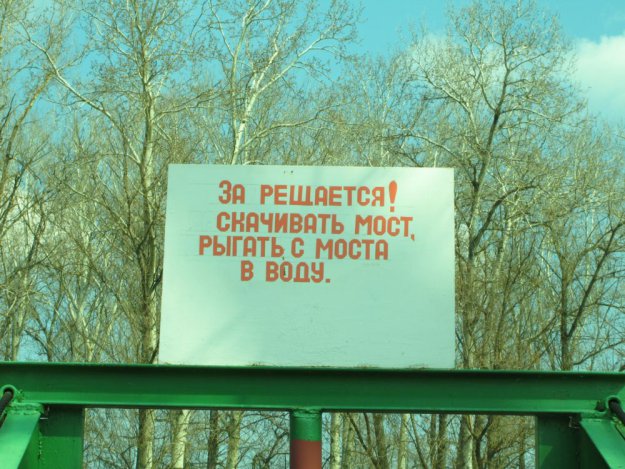 ЗА РЕЩАЕТСЯ!
СКАЧИВАТЬ МОСТ,
РЫГАТЬ, С МОСТА
В ВОДУ.